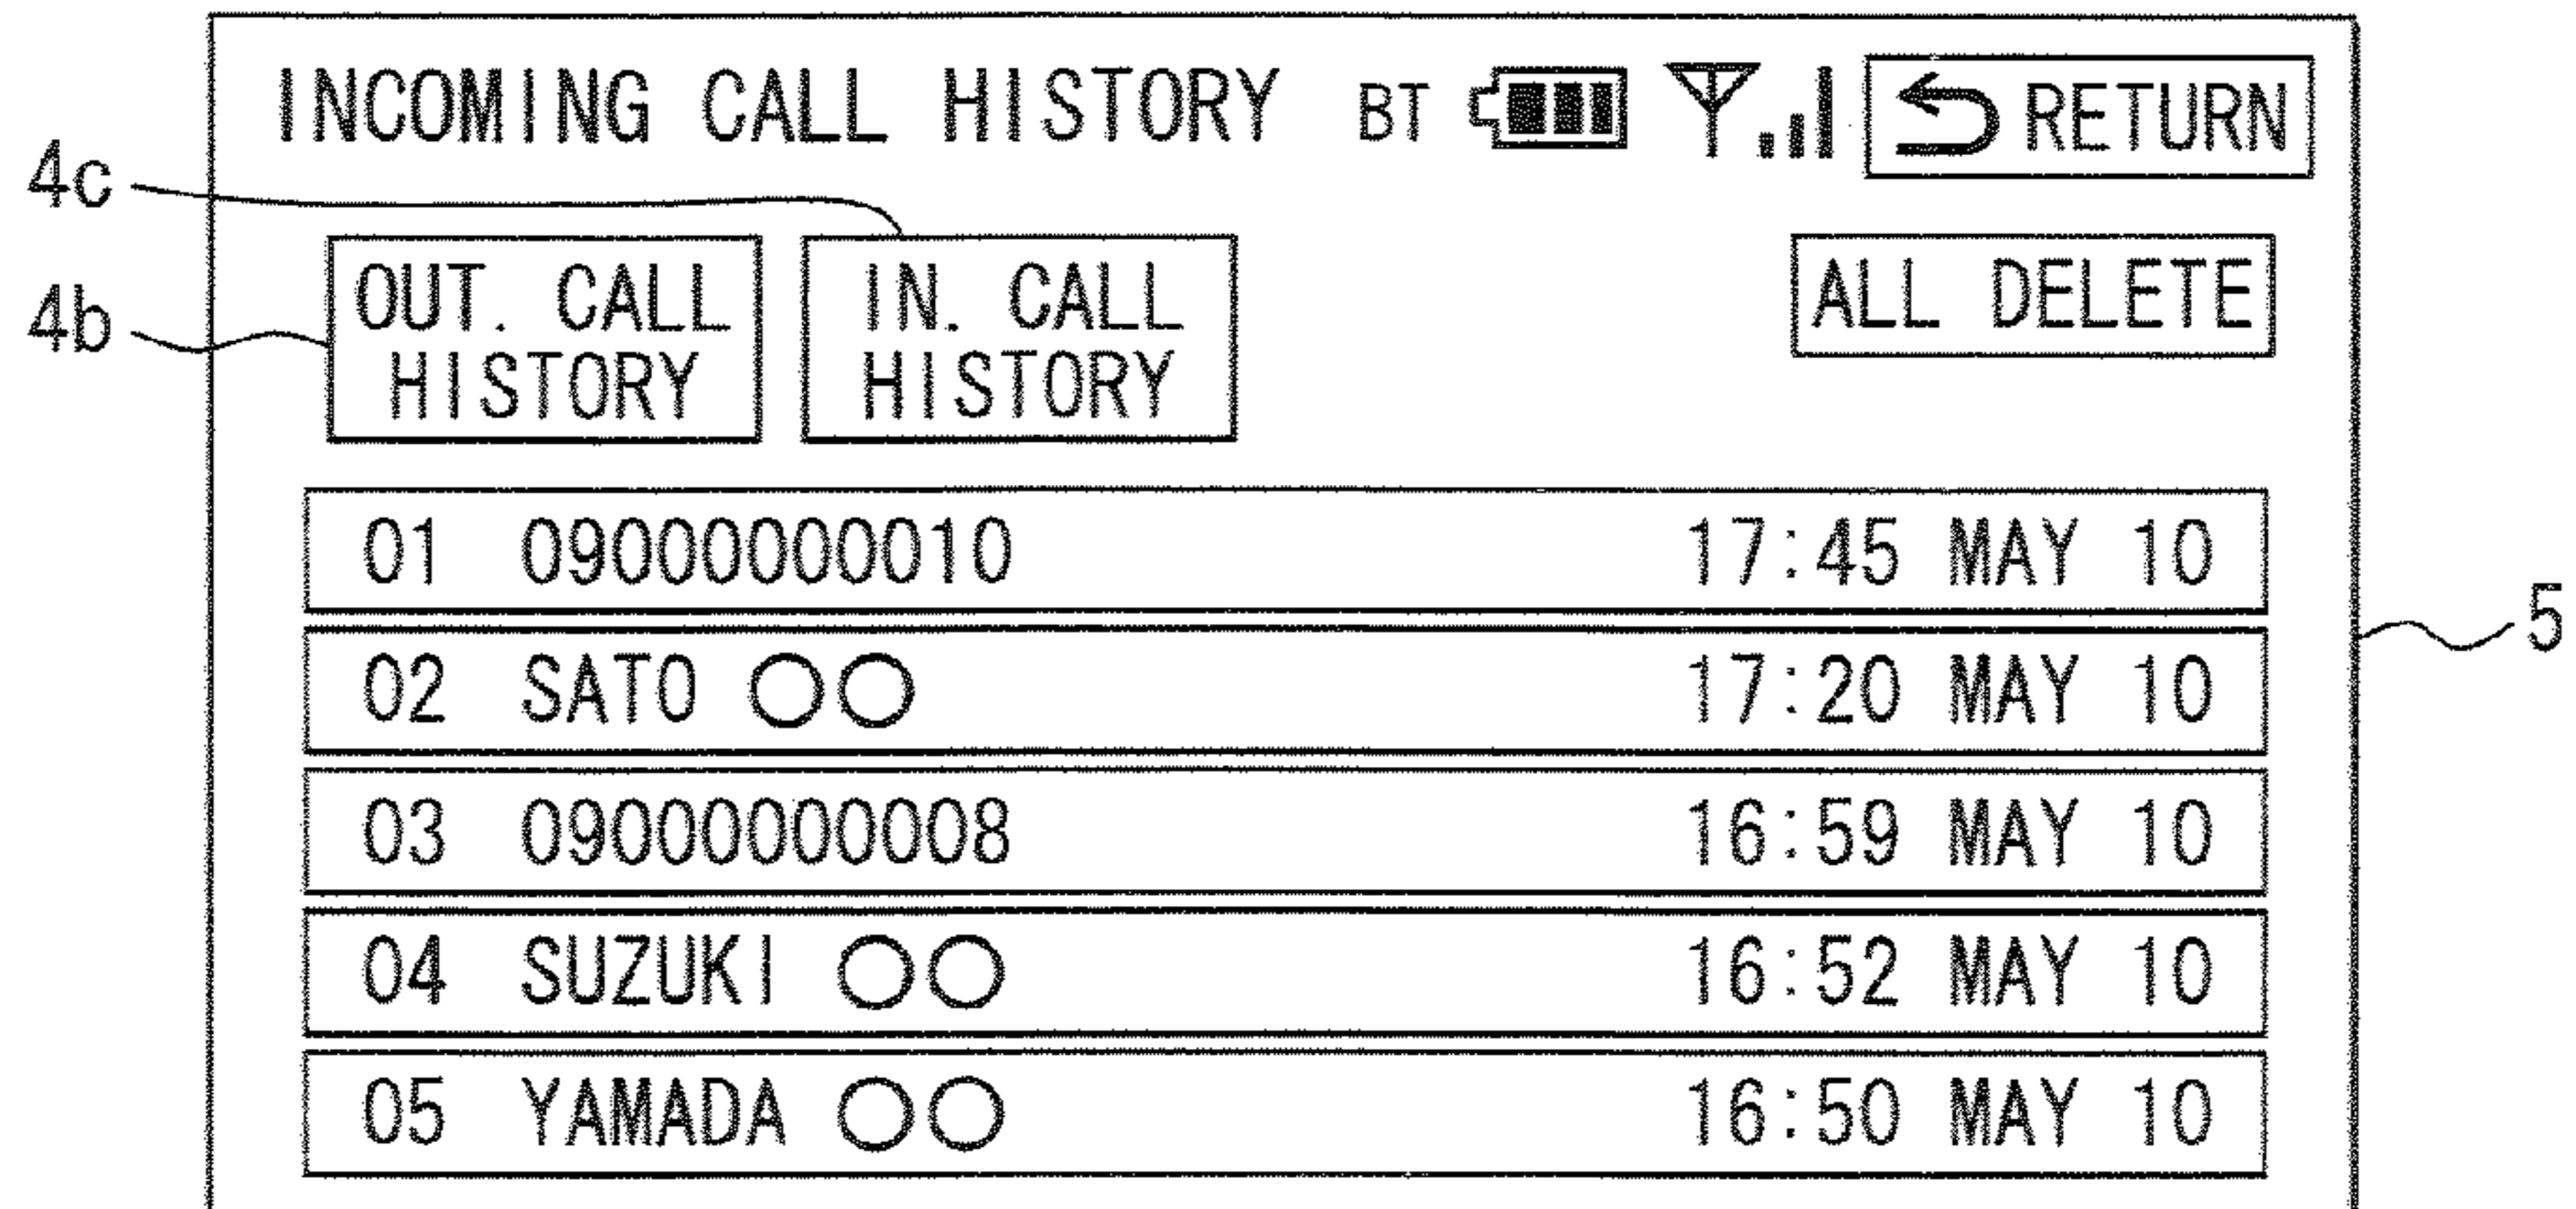 INCOMING CALL HISTORY BT RETURN
4c
4b
OUT. CALL
HISTORY
IN. CALL
HISTORY
ALL DELETE
01 09000000010 17:45 MAY 10
02 SATO ○○ 17:20 MAY 10
5
03 09000000008 16:59 MAY 10
04 SUZUKI ○○ 16:52 MAY 10
05 YAMADA ○○ 16:50 MAY 10